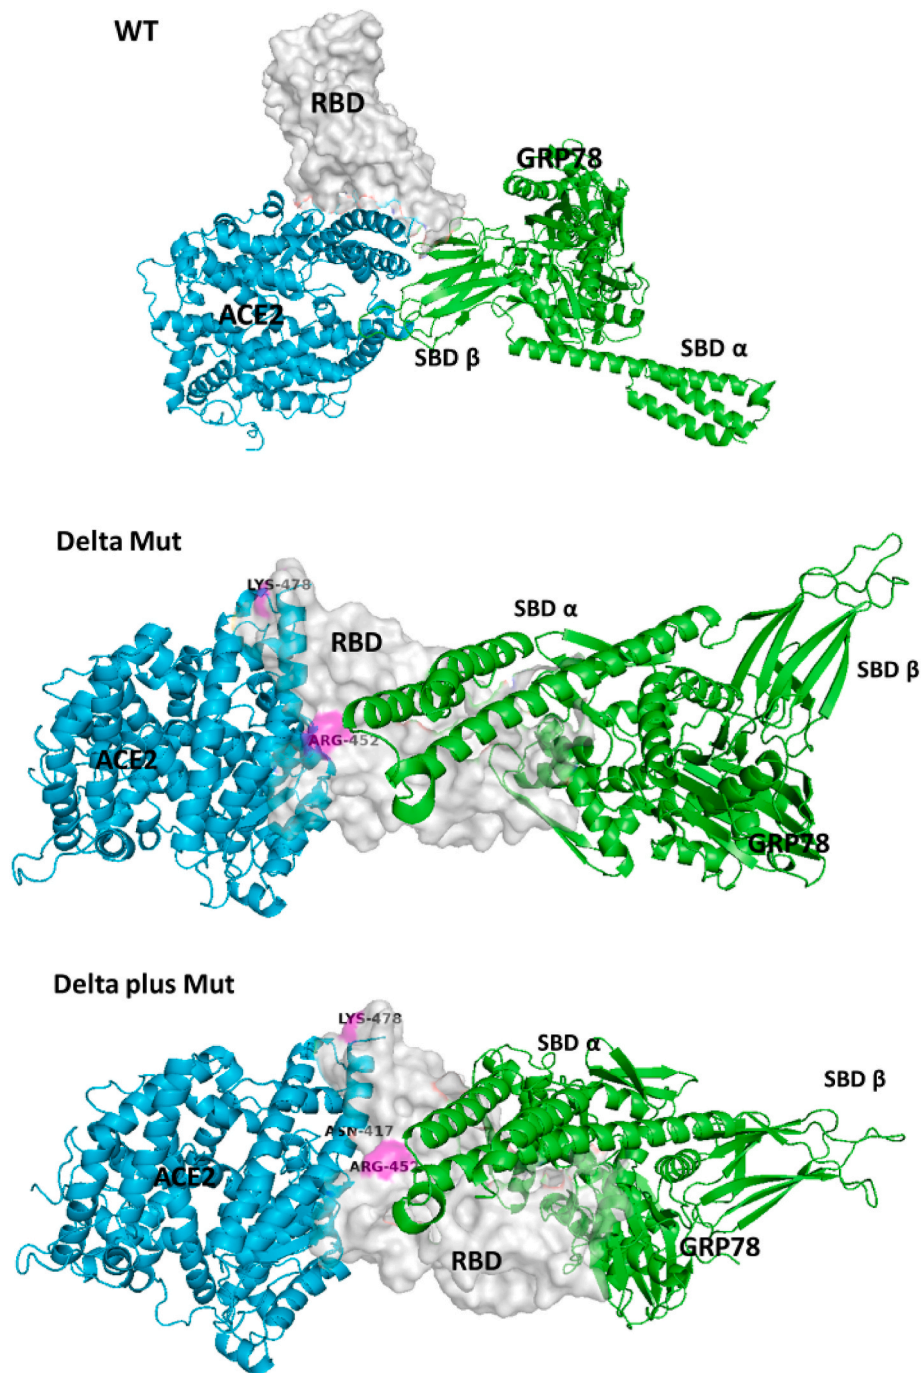 WT
RBD
GRP78
ACE2
SBD β
SBD α
Delta Mut
LYS-478
SBD α
RBD
SBD β
ARG-452
ACE2
GRP78
Delta plus Mut
LYS-478
SBD α
SBD β
ASN-417
ARG-452
ACE2
GRP78
RBD